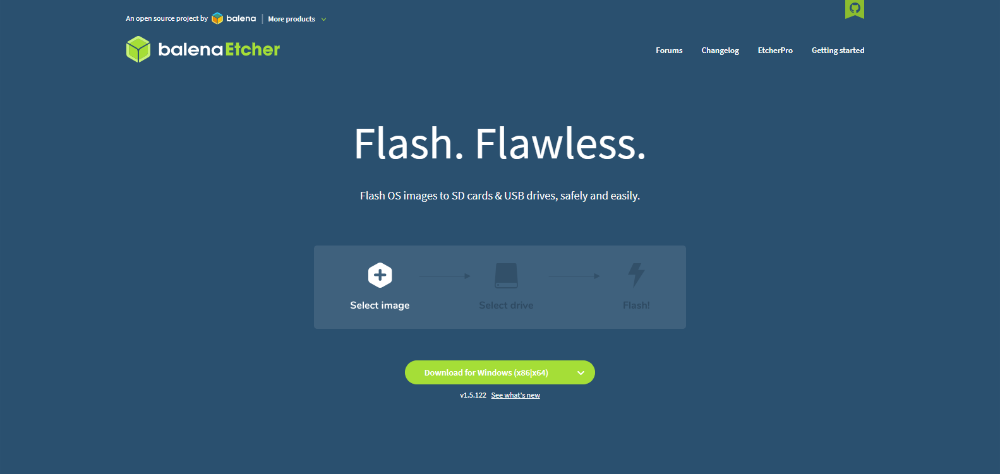 An open source project by balena | More products
balenaEtcher
Forums Changelog EtcherPro Getting started
Flash. Flawless.
Flash OS images to SD cards & USB drives, safely and easily.
Select image Select drive Flash!
Download for Windows (x86|x64)
v1.5.122 See what's new